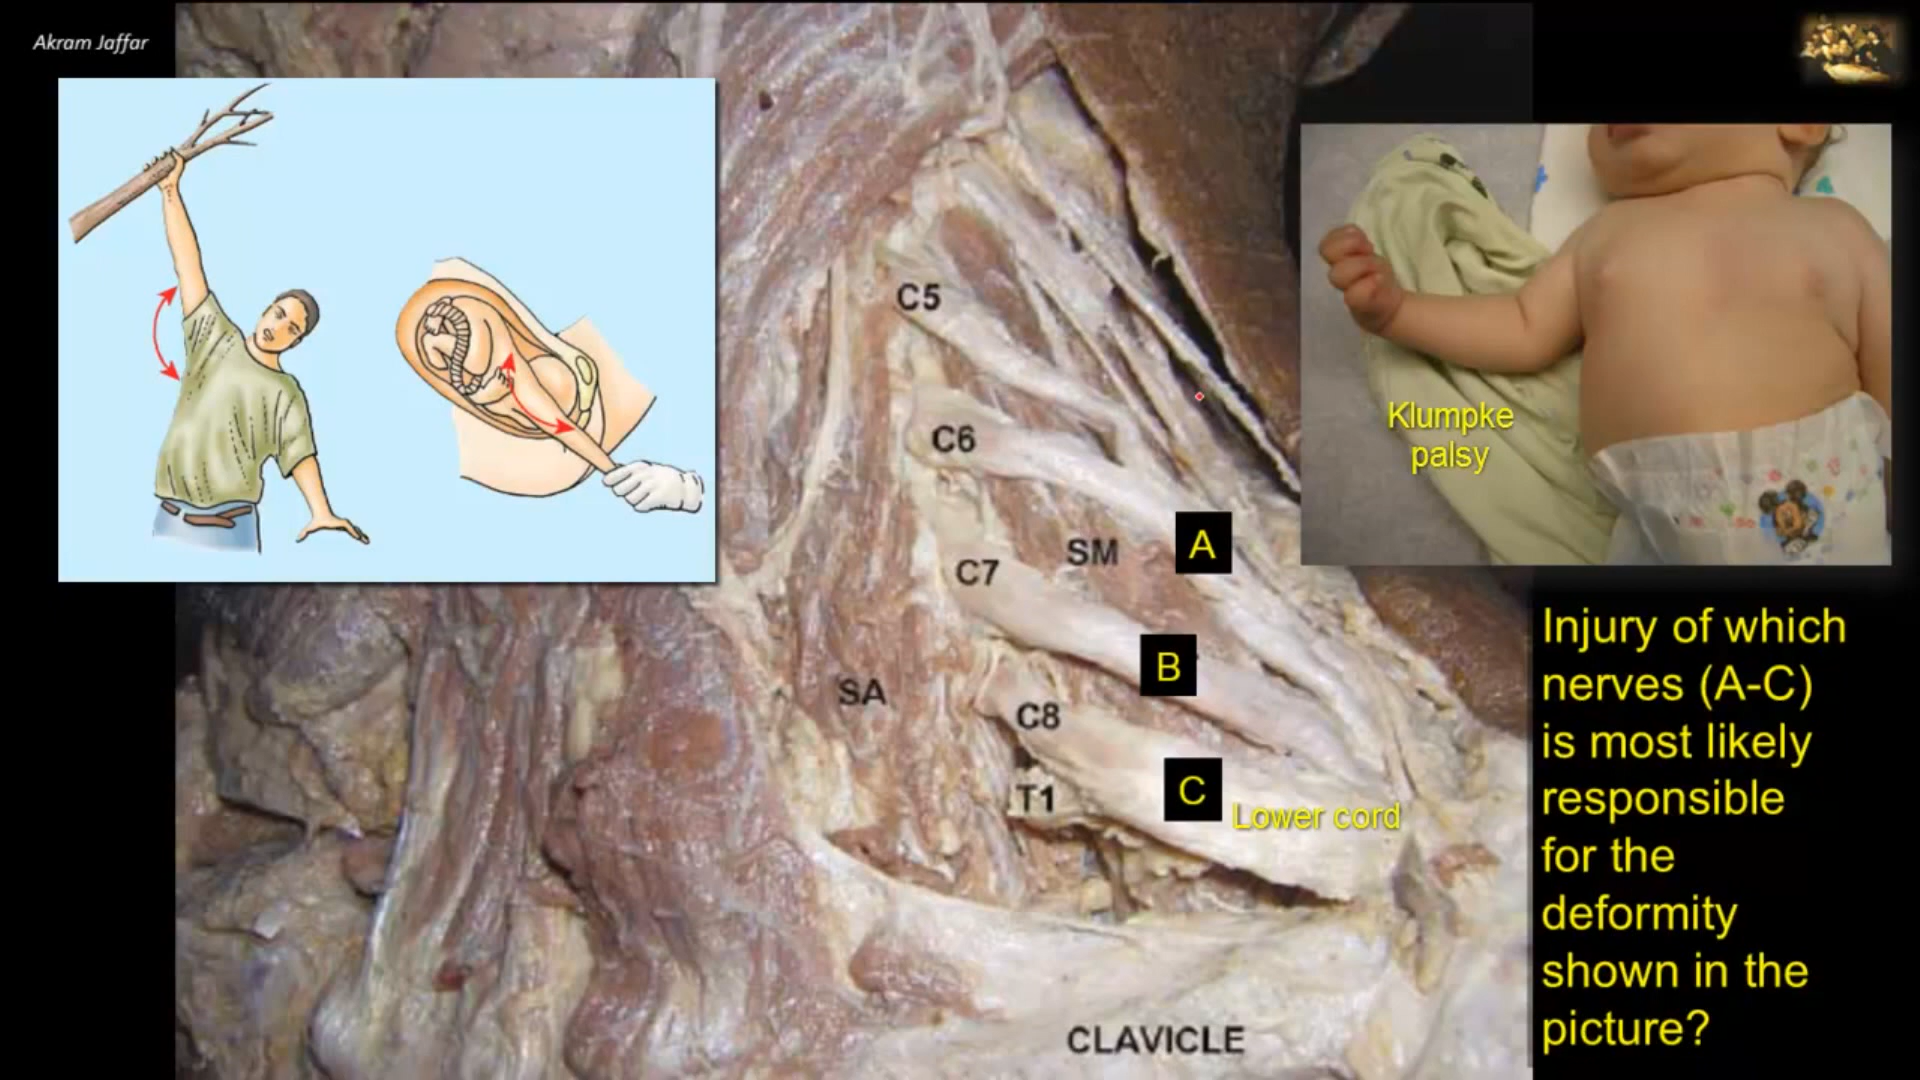 Akram Jaffar
C5
C6
C7
SM
A
B
SA
C8
T1
C
Lower cord
CLAVICLE
Klumpke
palsy
Injury of which
nerves (A-C)
is most likely
responsible
for the
deformity
shown in the
picture?